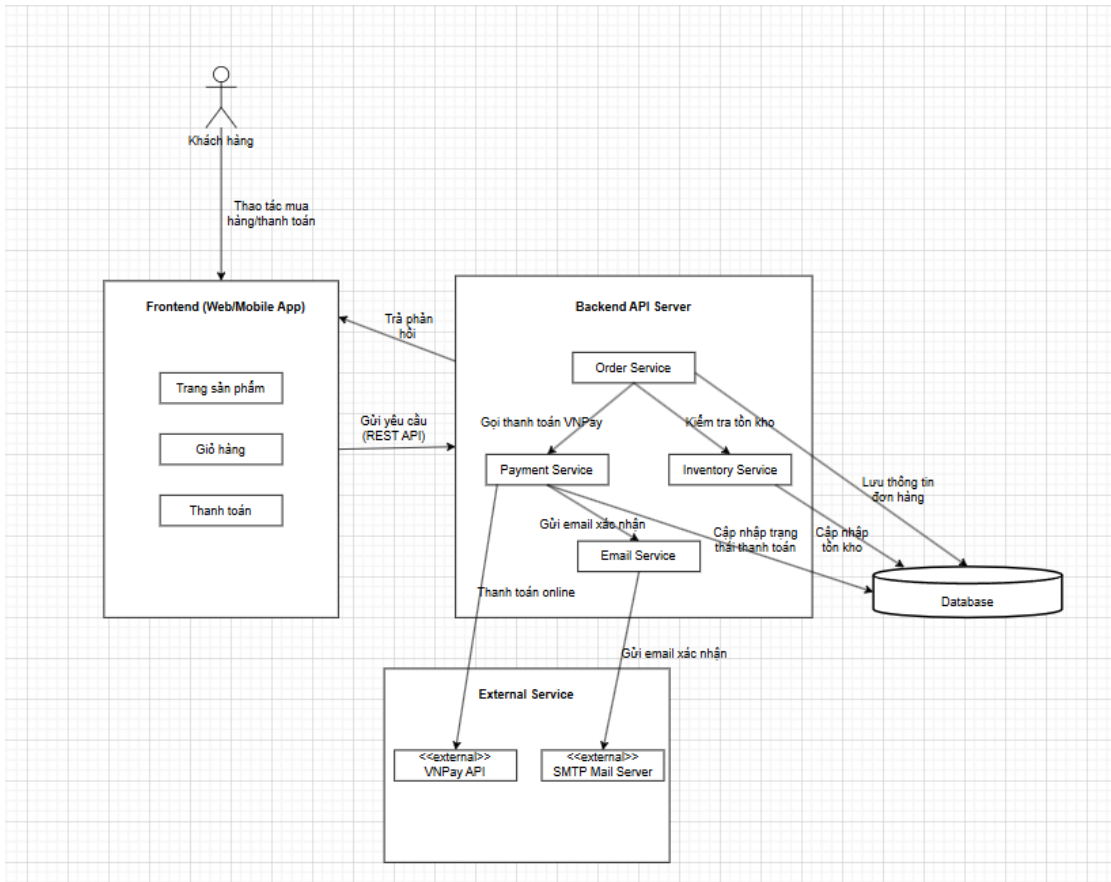 Khách hàng
Thao tác mua
hàng/thanh toán
Frontend (Web/Mobile App)
Trang sản phẩm
Giỏ hàng
Thanh toán
Trả phản
hồi
Gửi yêu cầu
(REST API)
Backend API Server
Order Service
Gọi thanh toán VNPay
Kiểm tra tồn kho
Payment Service
Inventory Service
Lưu thông tin
đơn hàng
Gửi email xác nhận
Cập nhập trạng
thái thanh toán
Cập nhập
tồn kho
Email Service
Thanh toán online
Database
Gửi email xác nhận
External Service
<<external>>
VNPay API
<<external>>
SMTP Mail Server